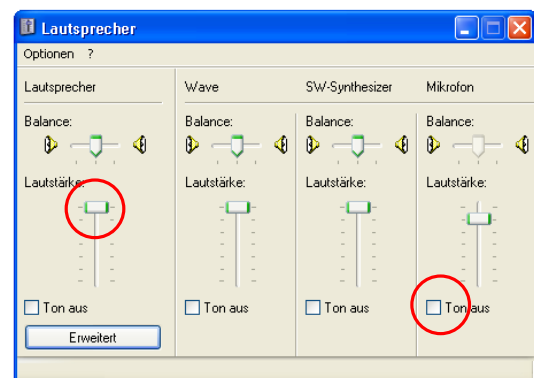 Lautsprecher
Optionen ?
Lautsprecher Wave SW-Synthesizer Mikrofon
Balance: Balance: Balance: Balance:
Lautstärke: Lautstärke: Lautstärke: Lautstärke:
Ton aus Ton aus Ton aus Ton aus
Erweitert